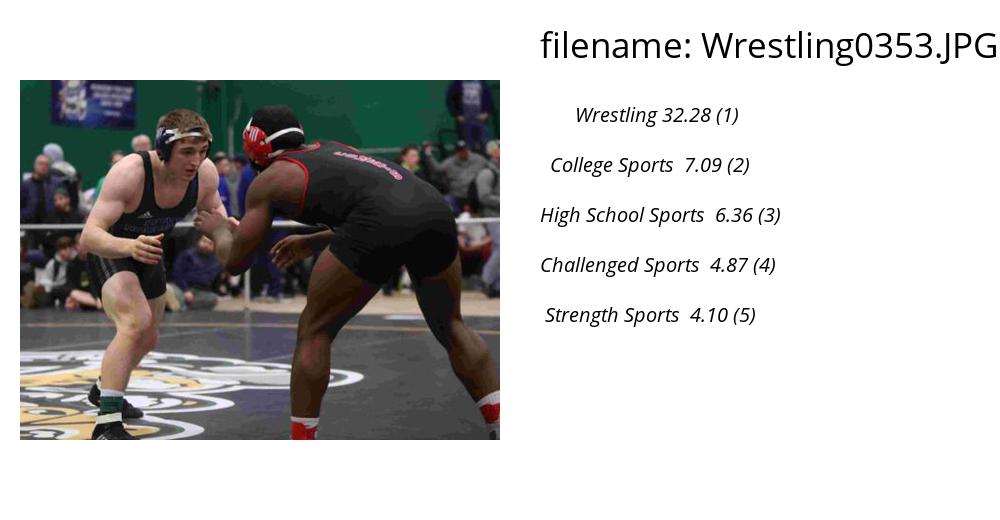 filename: Wrestling0353.JPG
Wrestling 32.28 (1)
College Sports 7.09 (2)
High School Sports 6.36 (3)
Challenged Sports 4.87 (4)
Strength Sports 4.10 (5)